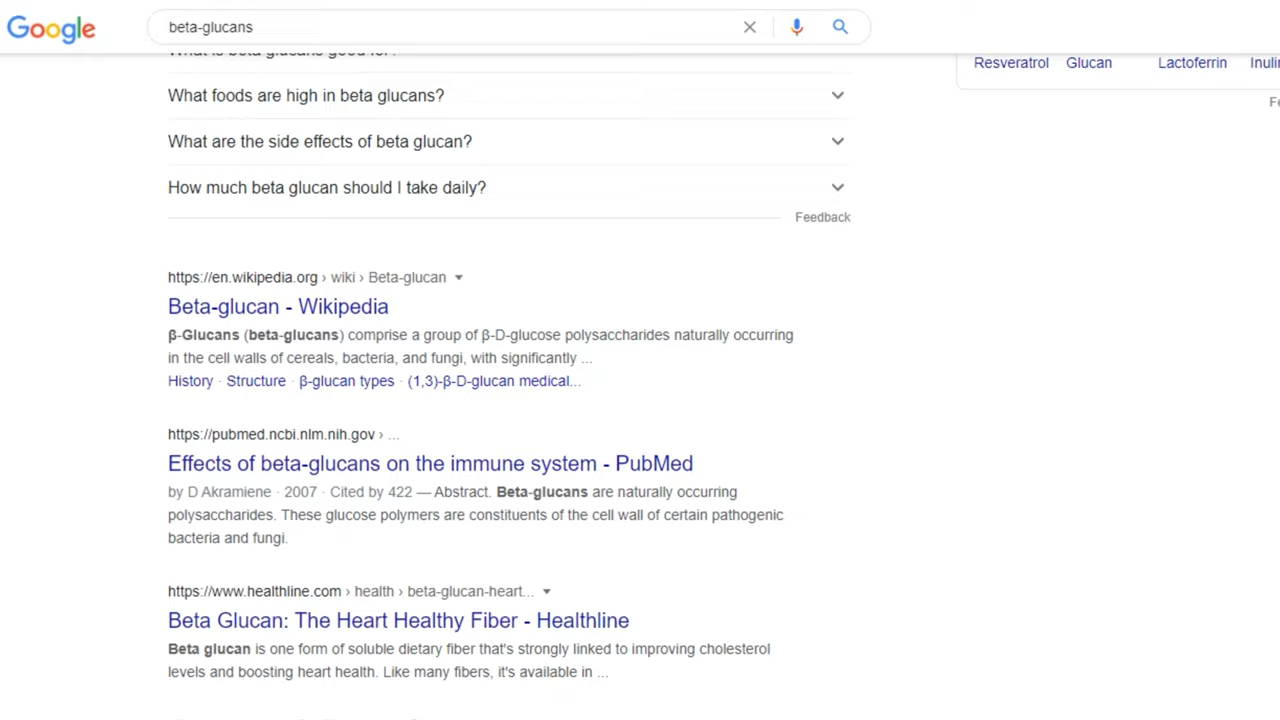 Google
beta-glucans
What is beta glucans good for?
Resveratrol Glucan Lactoferrin
What foods are high in beta glucans?
What are the side effects of beta glucan?
How much beta glucan should I take daily?
Feedback
https://en.wikipedia.org › wiki › Beta-glucan
Beta-glucan - Wikipedia
β-Glucans (beta-glucans) comprise a group of β-D-glucose polysaccharides naturally occurring
in the cell walls of cereals, bacteria, and fungi, with significantly ...
History · Structure · β-glucan types · (1,3)-β-D-glucan medical...
https://pubmed.ncbi.nlm.nih.gov › ...
Effects of beta-glucans on the immune system - PubMed
by D Akramiene · 2007 · Cited by 422 — Abstract. Beta-glucans are naturally occurring
polysaccharides. These glucose polymers are constituents of the cell wall of certain pathogenic
bacteria and fungi.
https://www.healthline.com › health › beta-glucan-heart...
Beta Glucan: The Heart Healthy Fiber - Healthline
Beta glucan is one form of soluble dietary fiber that's strongly linked to improving cholesterol
levels and boosting heart health. Like many fibers, it's available in ...